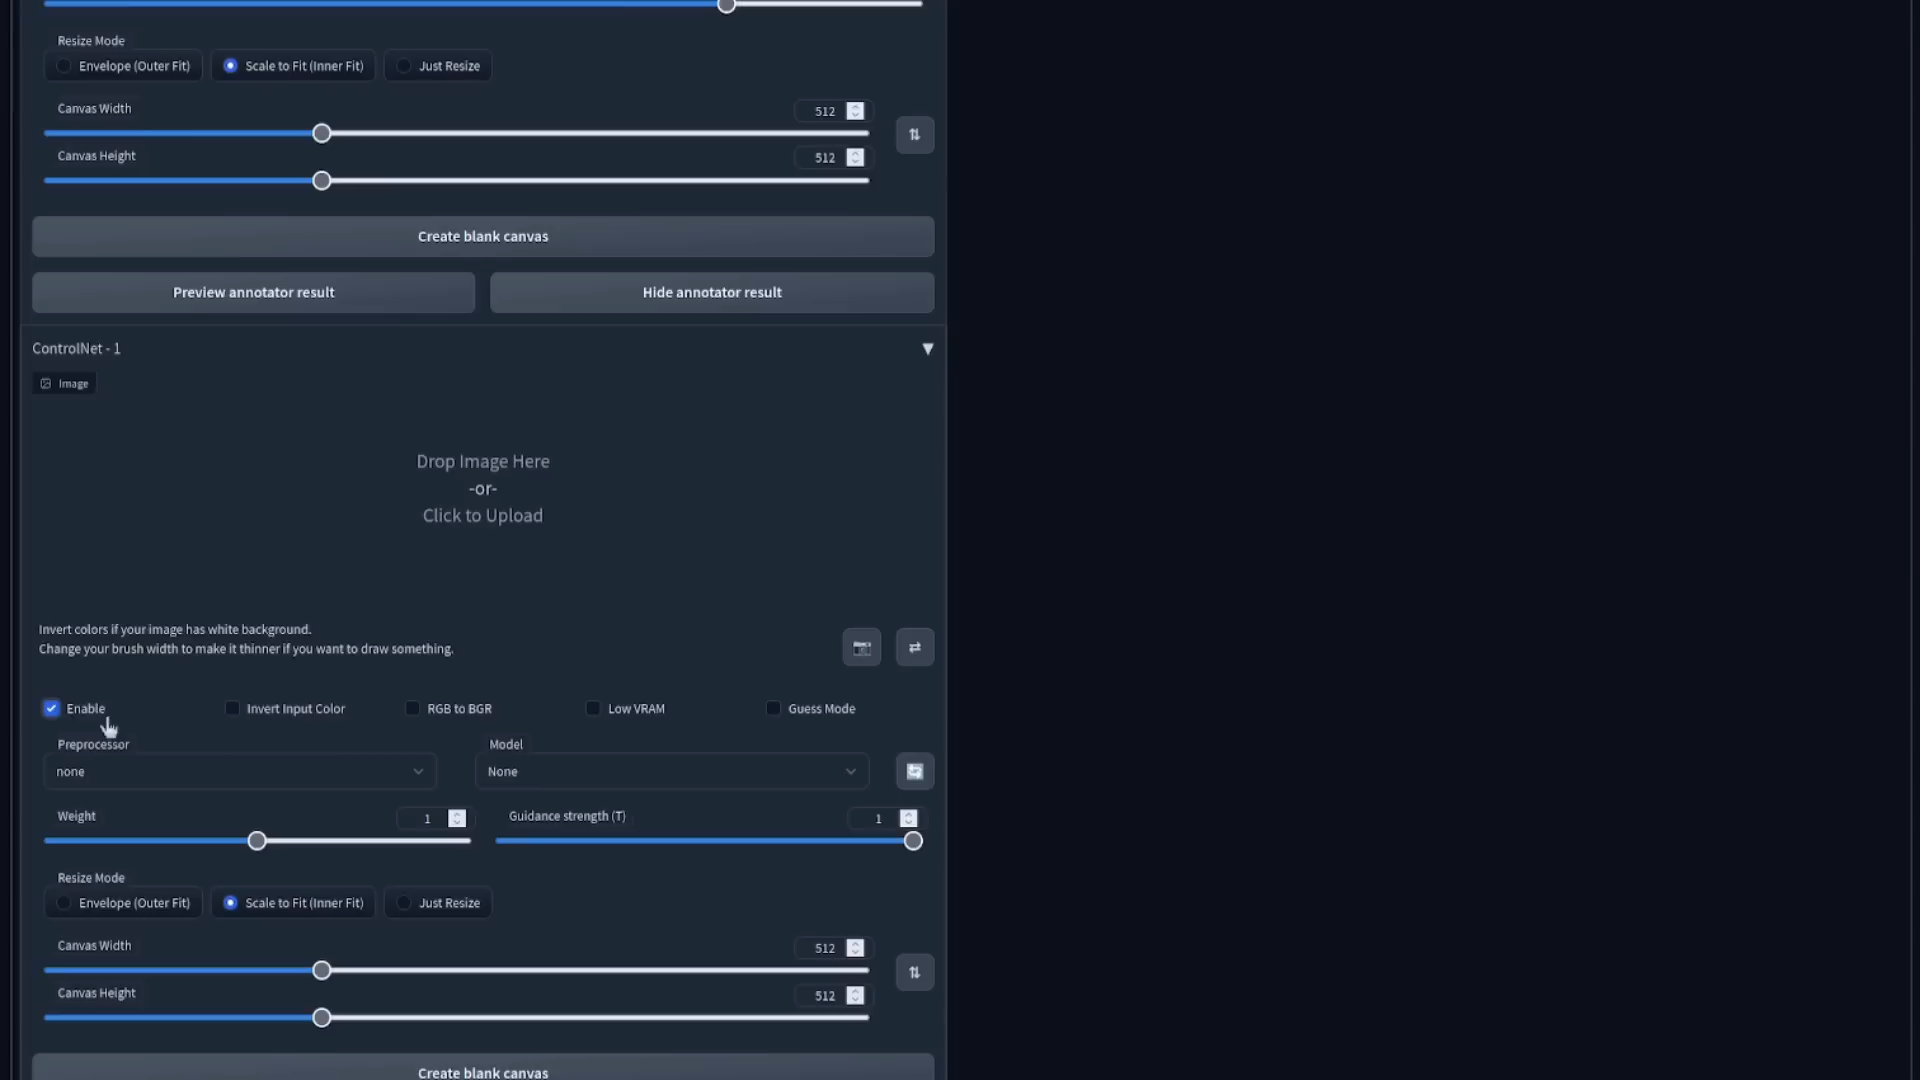 Resize Mode
Envelope (Outer Fit) Scale to Fit (Inner Fit) Just Resize
Canvas Width 512
Canvas Height 512
Create blank canvas
Preview annotator result Hide annotator result
ControlNet - 1
Image
Drop Image Here
-or-
Click to Upload
Invert colors if your image has white background.
Change your brush width to make it thinner if you want to draw something.
Enable Invert Input Color RGB to BGR Low VRAM Guess Mode
Preprocessor Model
none None
Weight 1 Guidance strength (T) 1
Resize Mode
Envelope (Outer Fit) Scale to Fit (Inner Fit) Just Resize
Canvas Width 512
Canvas Height 512
Create blank canvas